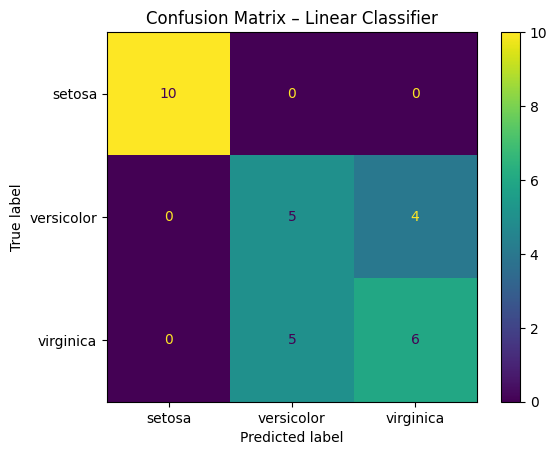 Confusion Matrix – Linear Classifier
10
setosa
10 0 0
8
6
versicolor
0 5 4
4
True label
virginica
0 5 6
2
0
setosa versicolor virginica
Predicted label